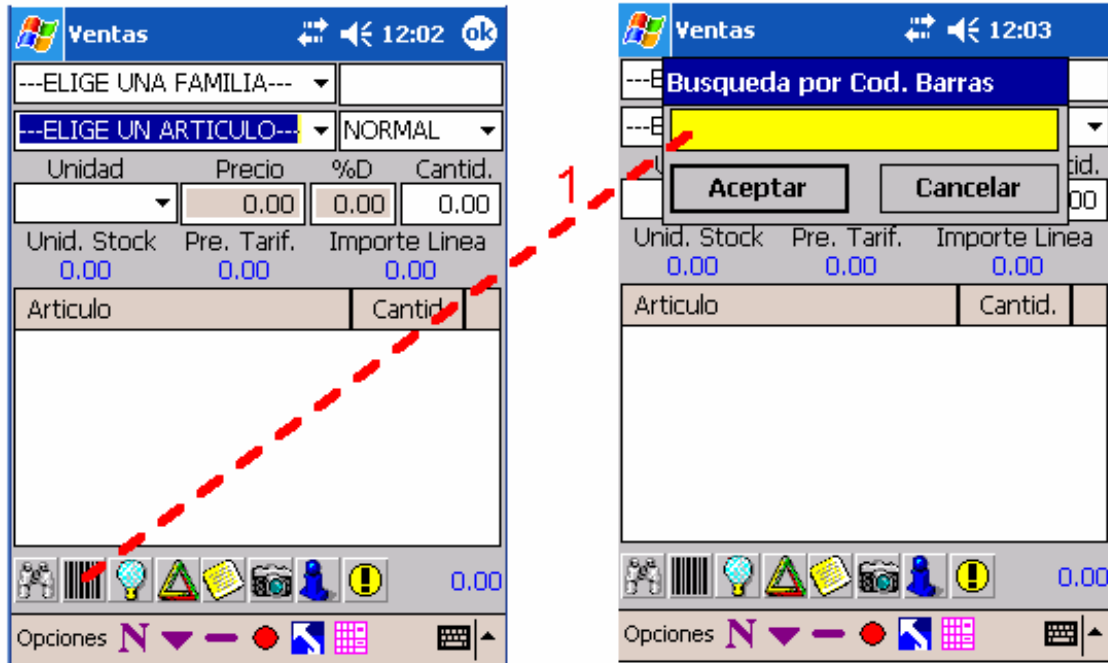 Ventas 12:02 ok
---ELIGE UNA FAMILIA---
---ELIGE UN ARTICULO--- NORMAL
Unidad Precio %D Cantid.
0.00 0.00 0.00
Unid. Stock Pre. Tarif. Importe Linea
0.00 0.00 0.00
Articulo Cantid.
0.00
Opciones N
1
Ventas 12:03
---E
Busqueda por Cod. Barras
---E
Aceptar Cancelar
tid.
00
Unid. Stock Pre. Tarif. Importe Linea
0.00 0.00 0.00
Articulo Cantid.
0.00
Opciones N